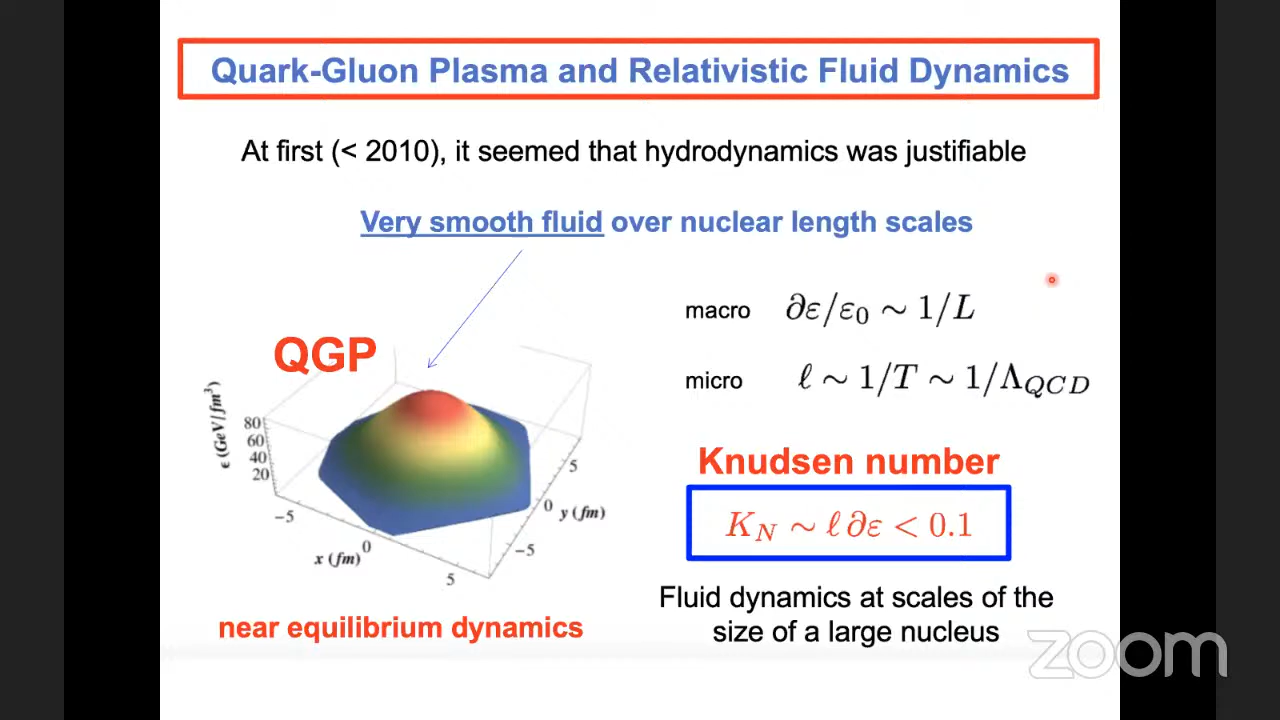 Quark-Gluon Plasma and Relativistic Fluid Dynamics
At first (< 2010), it seemed that hydrodynamics was justifiable
Very smooth fluid over nuclear length scales
macro ∂ε/ε₀ ∼ 1/L
QGP
micro ℓ ∼ 1/T ∼ 1/Λ_{QCD}
ϵ (GeV/fm³)
80
60
40
20
−5
0
5
x (fm)
5
0
−5
y (fm)
Knudsen number
K_N ∼ ℓ ∂ε < 0.1
near equilibrium dynamics
Fluid dynamics at scales of the
size of a large nucleus
zoom